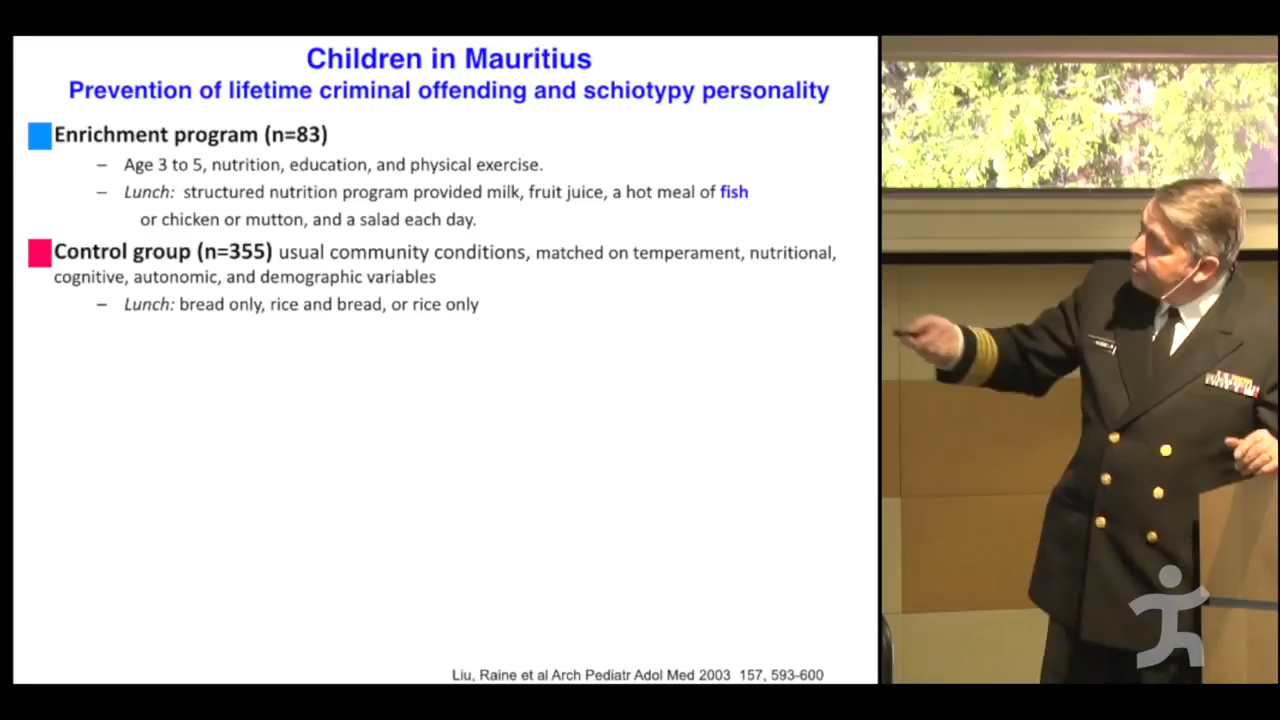 Children in Mauritius
Prevention of lifetime criminal offending and schiotypy personality
Enrichment program (n=83)
– Age 3 to 5, nutrition, education, and physical exercise.
– Lunch: structured nutrition program provided milk, fruit juice, a hot meal of fish
or chicken or mutton, and a salad each day.
Control group (n=355) usual community conditions, matched on temperament, nutritional,
cognitive, autonomic, and demographic variables
– Lunch: bread only, rice and bread, or rice only
Liu, Raine et al Arch Pediatr Adol Med 2003 157, 593-600